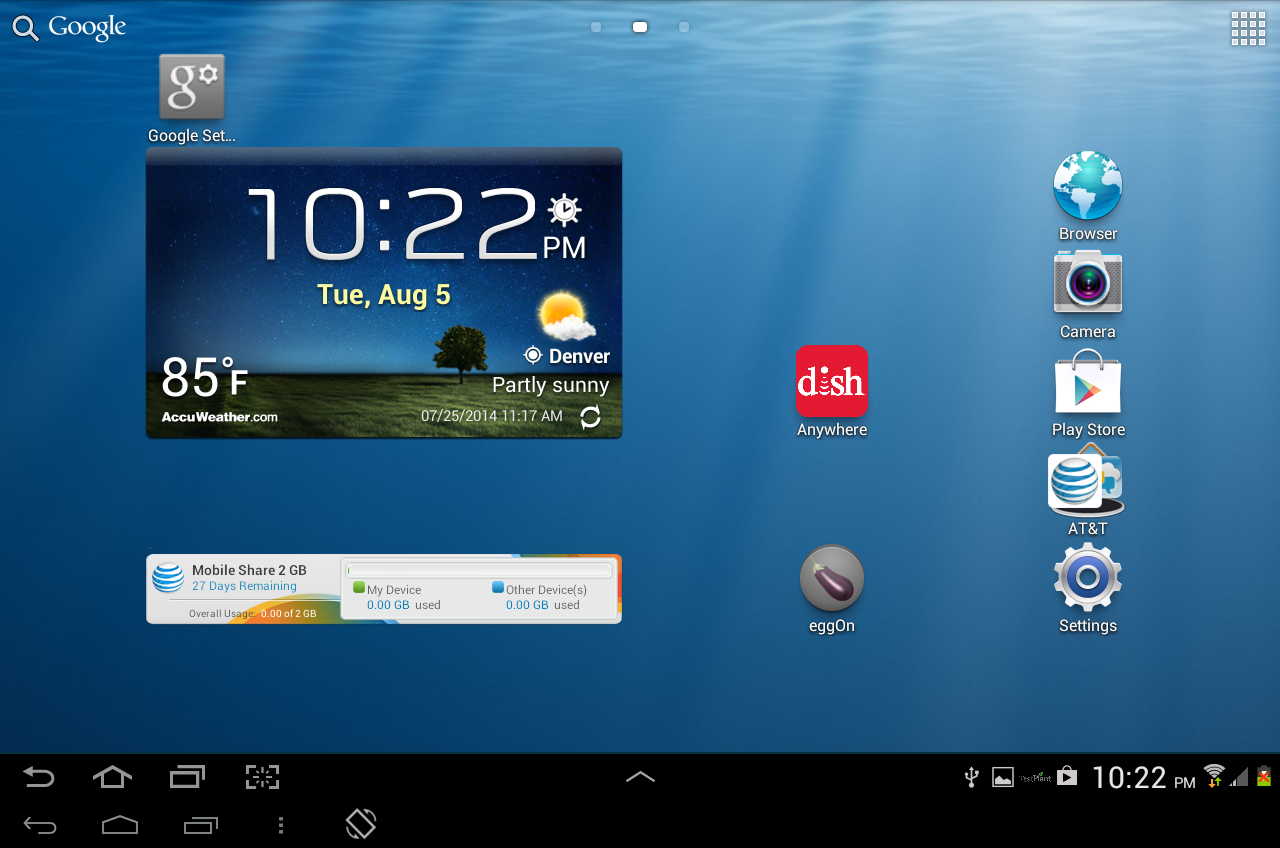 Google
Google Set...
10:22
PM
Tue, Aug 5
Denver
85°F
Partly sunny
AccuWeather.com
07/25/2014 11:17 AM
Browser
Camera
dish
Anywhere
Play Store
AT&T
Mobile Share 2 GB
27 Days Remaining
Overall Usage: 0.00 of 2 GB
My Device
0.00 GB used
Other Device(s)
0.00 GB used
eggOn
Settings
TestPlant
10:22 PM